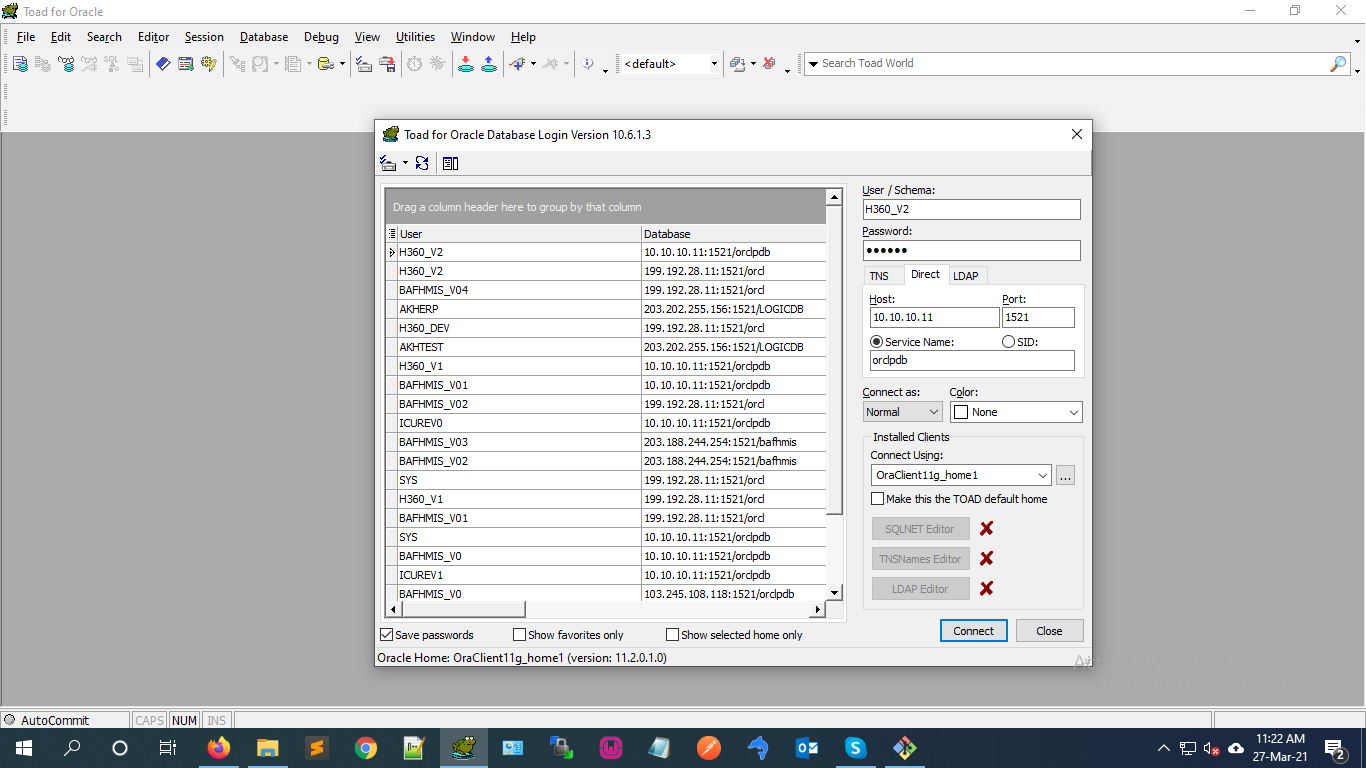 Toad for Oracle
File Edit Search Editor Session Database Debug View Utilities Window Help
SQL <default> Search Toad World
Toad for Oracle Database Login Version 10.6.1.3
Drag a column header here to group by that column
User Database
H360_V2 10.10.10.11:1521/orclpdb
H360_V2 199.192.28.11:1521/orcl
BAFHMIS_V04 199.192.28.11:1521/orcl
AKHERP 203.202.255.156:1521/LOGICDB
H360_DEV 199.192.28.11:1521/orcl
AKHTEST 203.202.255.156:1521/LOGICDB
H360_V1 10.10.10.11:1521/orclpdb
BAFHMIS_V01 10.10.10.11:1521/orclpdb
BAFHMIS_V02 199.192.28.11:1521/orcl
ICUREV0 10.10.10.11:1521/orclpdb
BAFHMIS_V03 203.188.244.254:1521/bafhmis
BAFHMIS_V02 203.188.244.254:1521/bafhmis
SYS 199.192.28.11:1521/orcl
H360_V1 199.192.28.11:1521/orcl
BAFHMIS_V01 199.192.28.11:1521/orcl
SYS 10.10.10.11:1521/orclpdb
BAFHMIS_V0 10.10.10.11:1521/orclpdb
ICUREV1 10.10.10.11:1521/orclpdb
BAFHMIS_V0 103.245.108.118:1521/orclpdb
Save passwords Show favorites only Show selected home only
User / Schema:
H360_V2
Password:
••••••
TNS Direct LDAP
Host: Port:
10.10.10.11 1521
Service Name: SID:
orclpdb
Connect as: Color:
Normal None
Installed Clients
Connect Using:
OraClient11g_home1 ...
Make this the TOAD default home
SQLNET Editor
TNSNames Editor
LDAP Editor
Connect Close
Oracle Home: OraClient11g_home1 (version: 11.2.0.1.0)
Activate Windows
AutoCommit CAPS NUM INS
11:22 AM
27-Mar-21
2